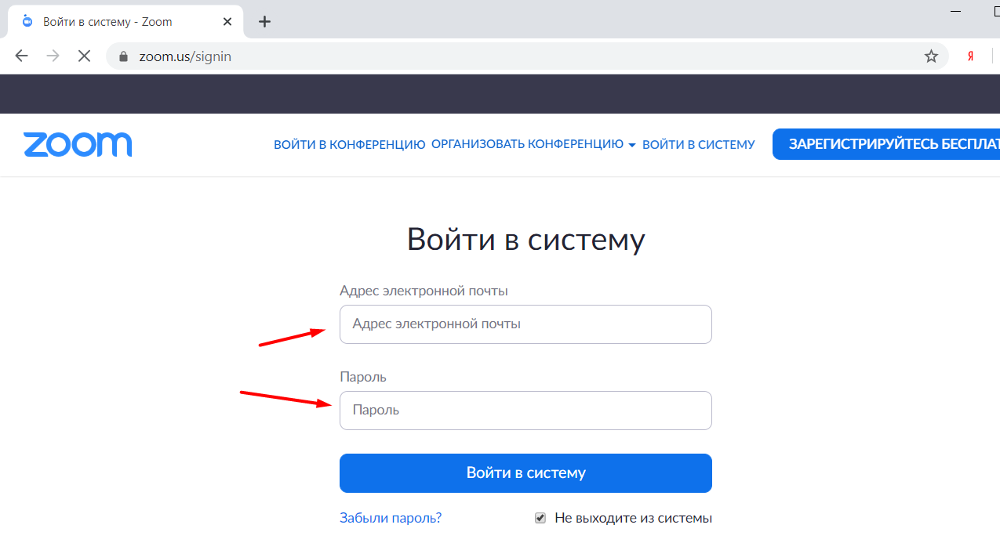 Войти в систему - Zoom
zoom.us/signin
Я
zoom
ВОЙТИ В КОНФЕРЕНЦИЮ ОРГАНИЗОВАТЬ КОНФЕРЕНЦИЮ ВОЙТИ В СИСТЕМУ ЗАРЕГИСТРИРУЙТЕСЬ БЕСПЛАТ
Войти в систему
Адрес электронной почты
Адрес электронной почты
Пароль
Пароль
Войти в систему
Забыли пароль? Не выходите из системы